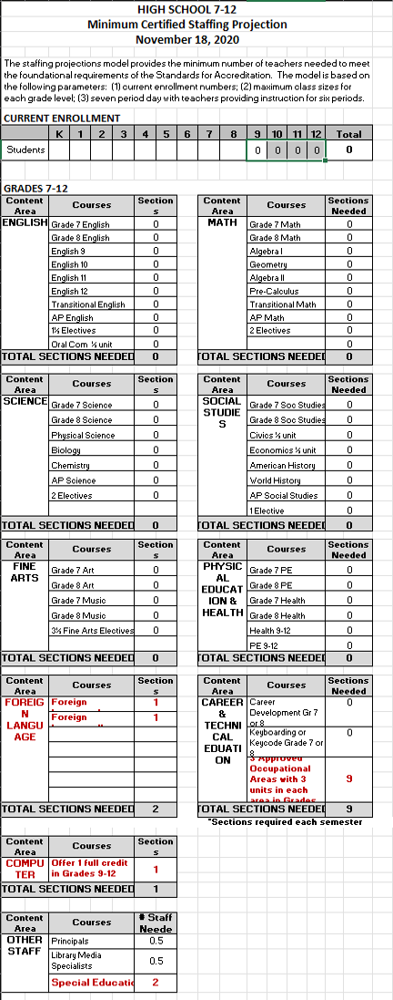 HIGH SCHOOL 7-12
Minimum Certified Staffing Projection
November 18, 2020
The staffing projections model provides the minimum number of teachers needed to meet
the foundational requirements of the Standards for Accreditation. The model is based on
the following parameters: (1) current enrollment numbers; (2) maximum class sizes for
each grade level; (3) seven period day with teachers providing instruction for six periods.
CURRENT ENROLLMENT
K 1 2 3 4 5 6 7 8 9 10 11 12 Total
Students 0 0 0 0 0
GRADES 7-12
Content Area Courses Section s
ENGLISH Grade 7 English 0
Grade 8 English 0
English 9 0
English 10 0
English 11 0
English 12 0
Transitional English 0
AP English 0
1½ Electives 0
Oral Com ½ unit 0
TOTAL SECTIONS NEEDED 0
Content Area Courses Sections Needed
MATH Grade 7 Math 0
Grade 8 Math 0
Algebra I 0
Geometry 0
Algebra II 0
Pre-Calculus 0
Transitional Math 0
AP Math 0
2 Electives 0
0
TOTAL SECTIONS NEEDED 0
Content Area Courses Section s
SCIENCE Grade 7 Science 0
Grade 8 Science 0
Physical Science 0
Biology 0
Chemistry 0
AP Science 0
2 Electives 0
TOTAL SECTIONS NEEDED 0
Content Area Courses Sections Needed
SOCIAL STUDIE S Grade 7 Soc Studies 0
Grade 8 Soc Studies 0
Civics ½ unit 0
Economics ½ unit 0
American History 0
World History 0
AP Social Studies 0
1 Elective 0
TOTAL SECTIONS NEEDED 0
Content Area Courses Section s
FINE ARTS Grade 7 Art 0
Grade 8 Art 0
Grade 7 Music 0
Grade 8 Music 0
3½ Fine Arts Electives 0
TOTAL SECTIONS NEEDED 0
Content Area Courses Sections Needed
PHYSIC AL EDUCAT ION & HEALTH Grade 7 PE 0
Grade 8 PE 0
Grade 7 Health 0
Grade 8 Health 0
Health 9-12 0
PE 9-12 0
TOTAL SECTIONS NEEDED 0
Content Area Courses Section s
FOREIG N LANGU AGE Foreign 1
Foreign 1
TOTAL SECTIONS NEEDED 2
Content Area Courses Sections Needed
CAREER & TECHNI CAL EDUATI ON Career Development Gr 7 or 8 0
Keyboarding or Keycode Grade 7 or 8 0
3 Approved Occupational Areas with 3 units in each area in Grades 9
TOTAL SECTIONS NEEDED 9
*Sections required each semester
Content Area Courses Section s
COMPU TER Offer 1 full credit in Grades 9-12 1
TOTAL SECTIONS NEEDED 1
Content Area Courses # Staff Neede
OTHER STAFF Principals 0.5
Library Media Specialists 0.5
Special Educatio 2